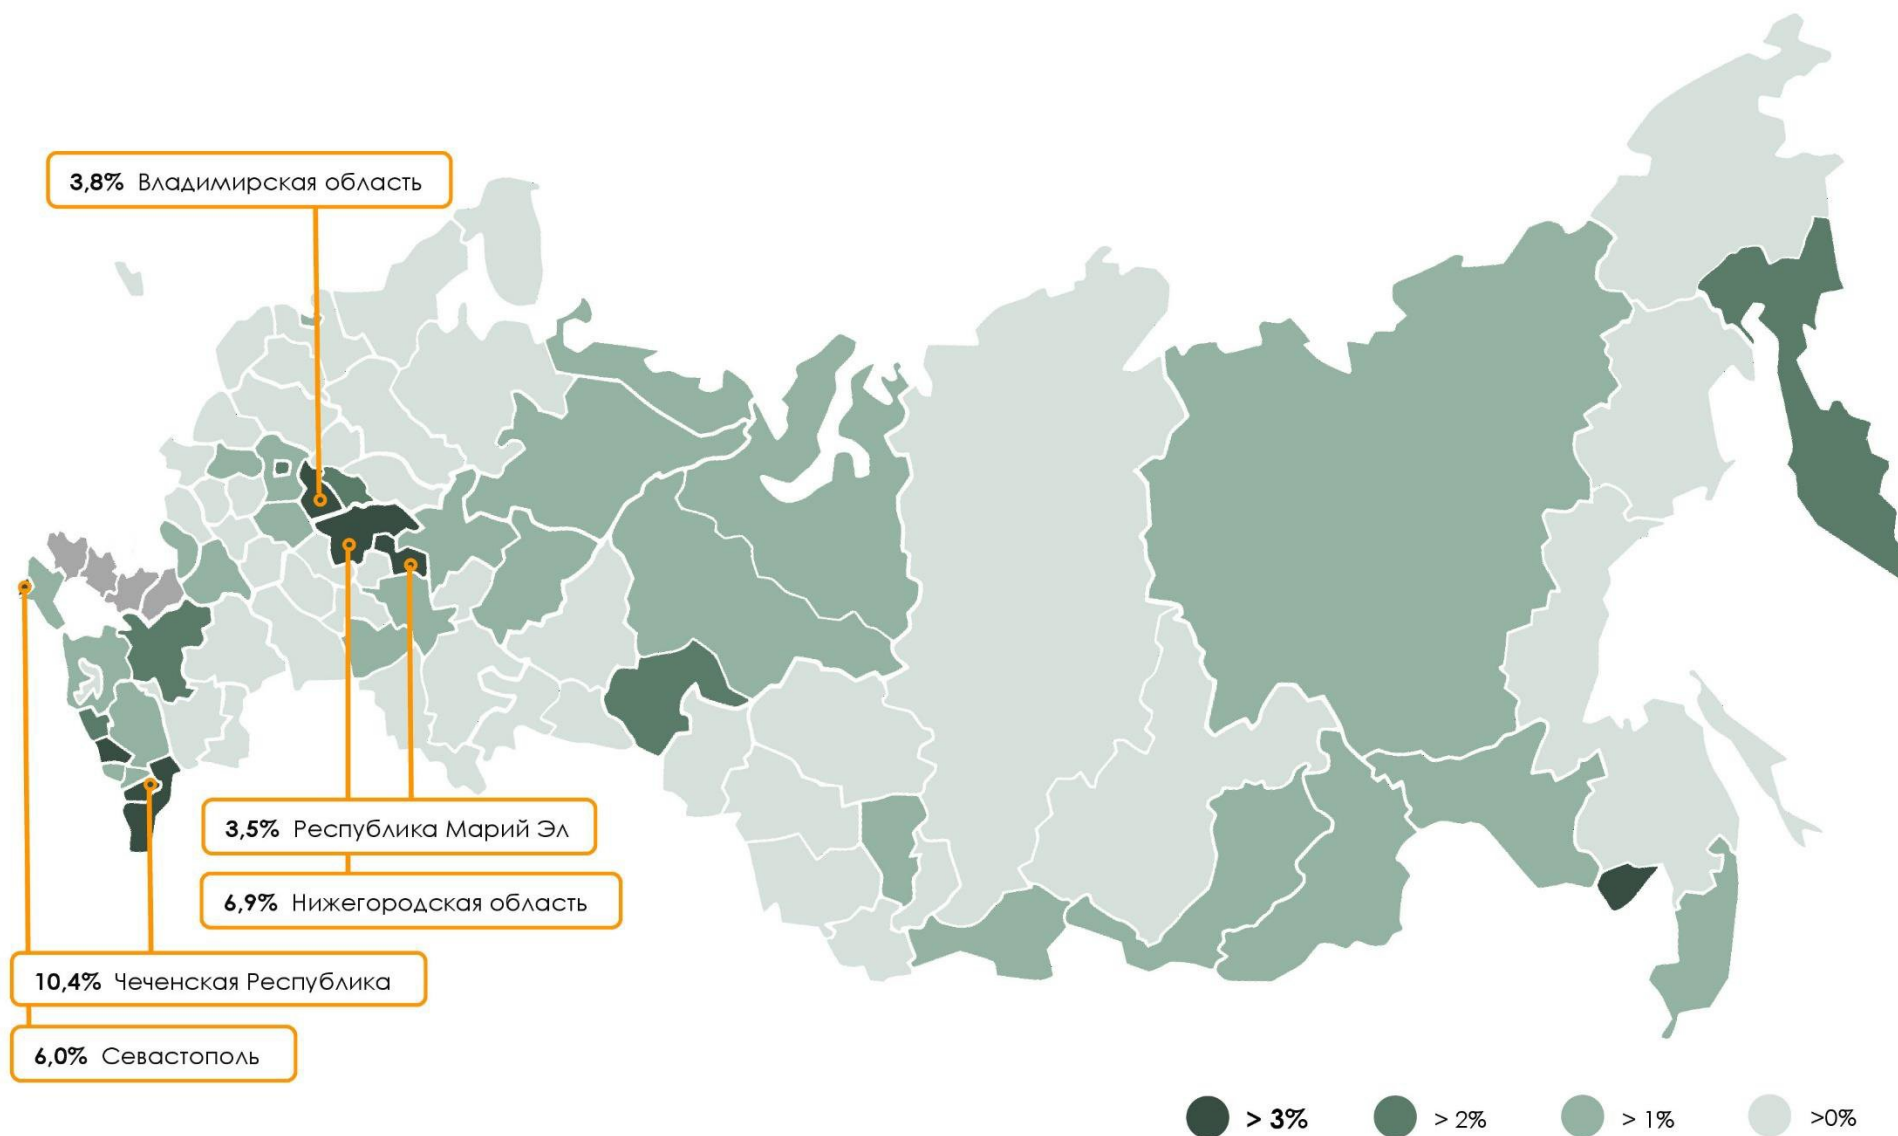 3,8% Владимирская область
3,5% Республика Марий Эл
6,9% Нижегородская область
10,4% Чеченская Республика
6,0% Севастополь
> 3% > 2% > 1% >0%